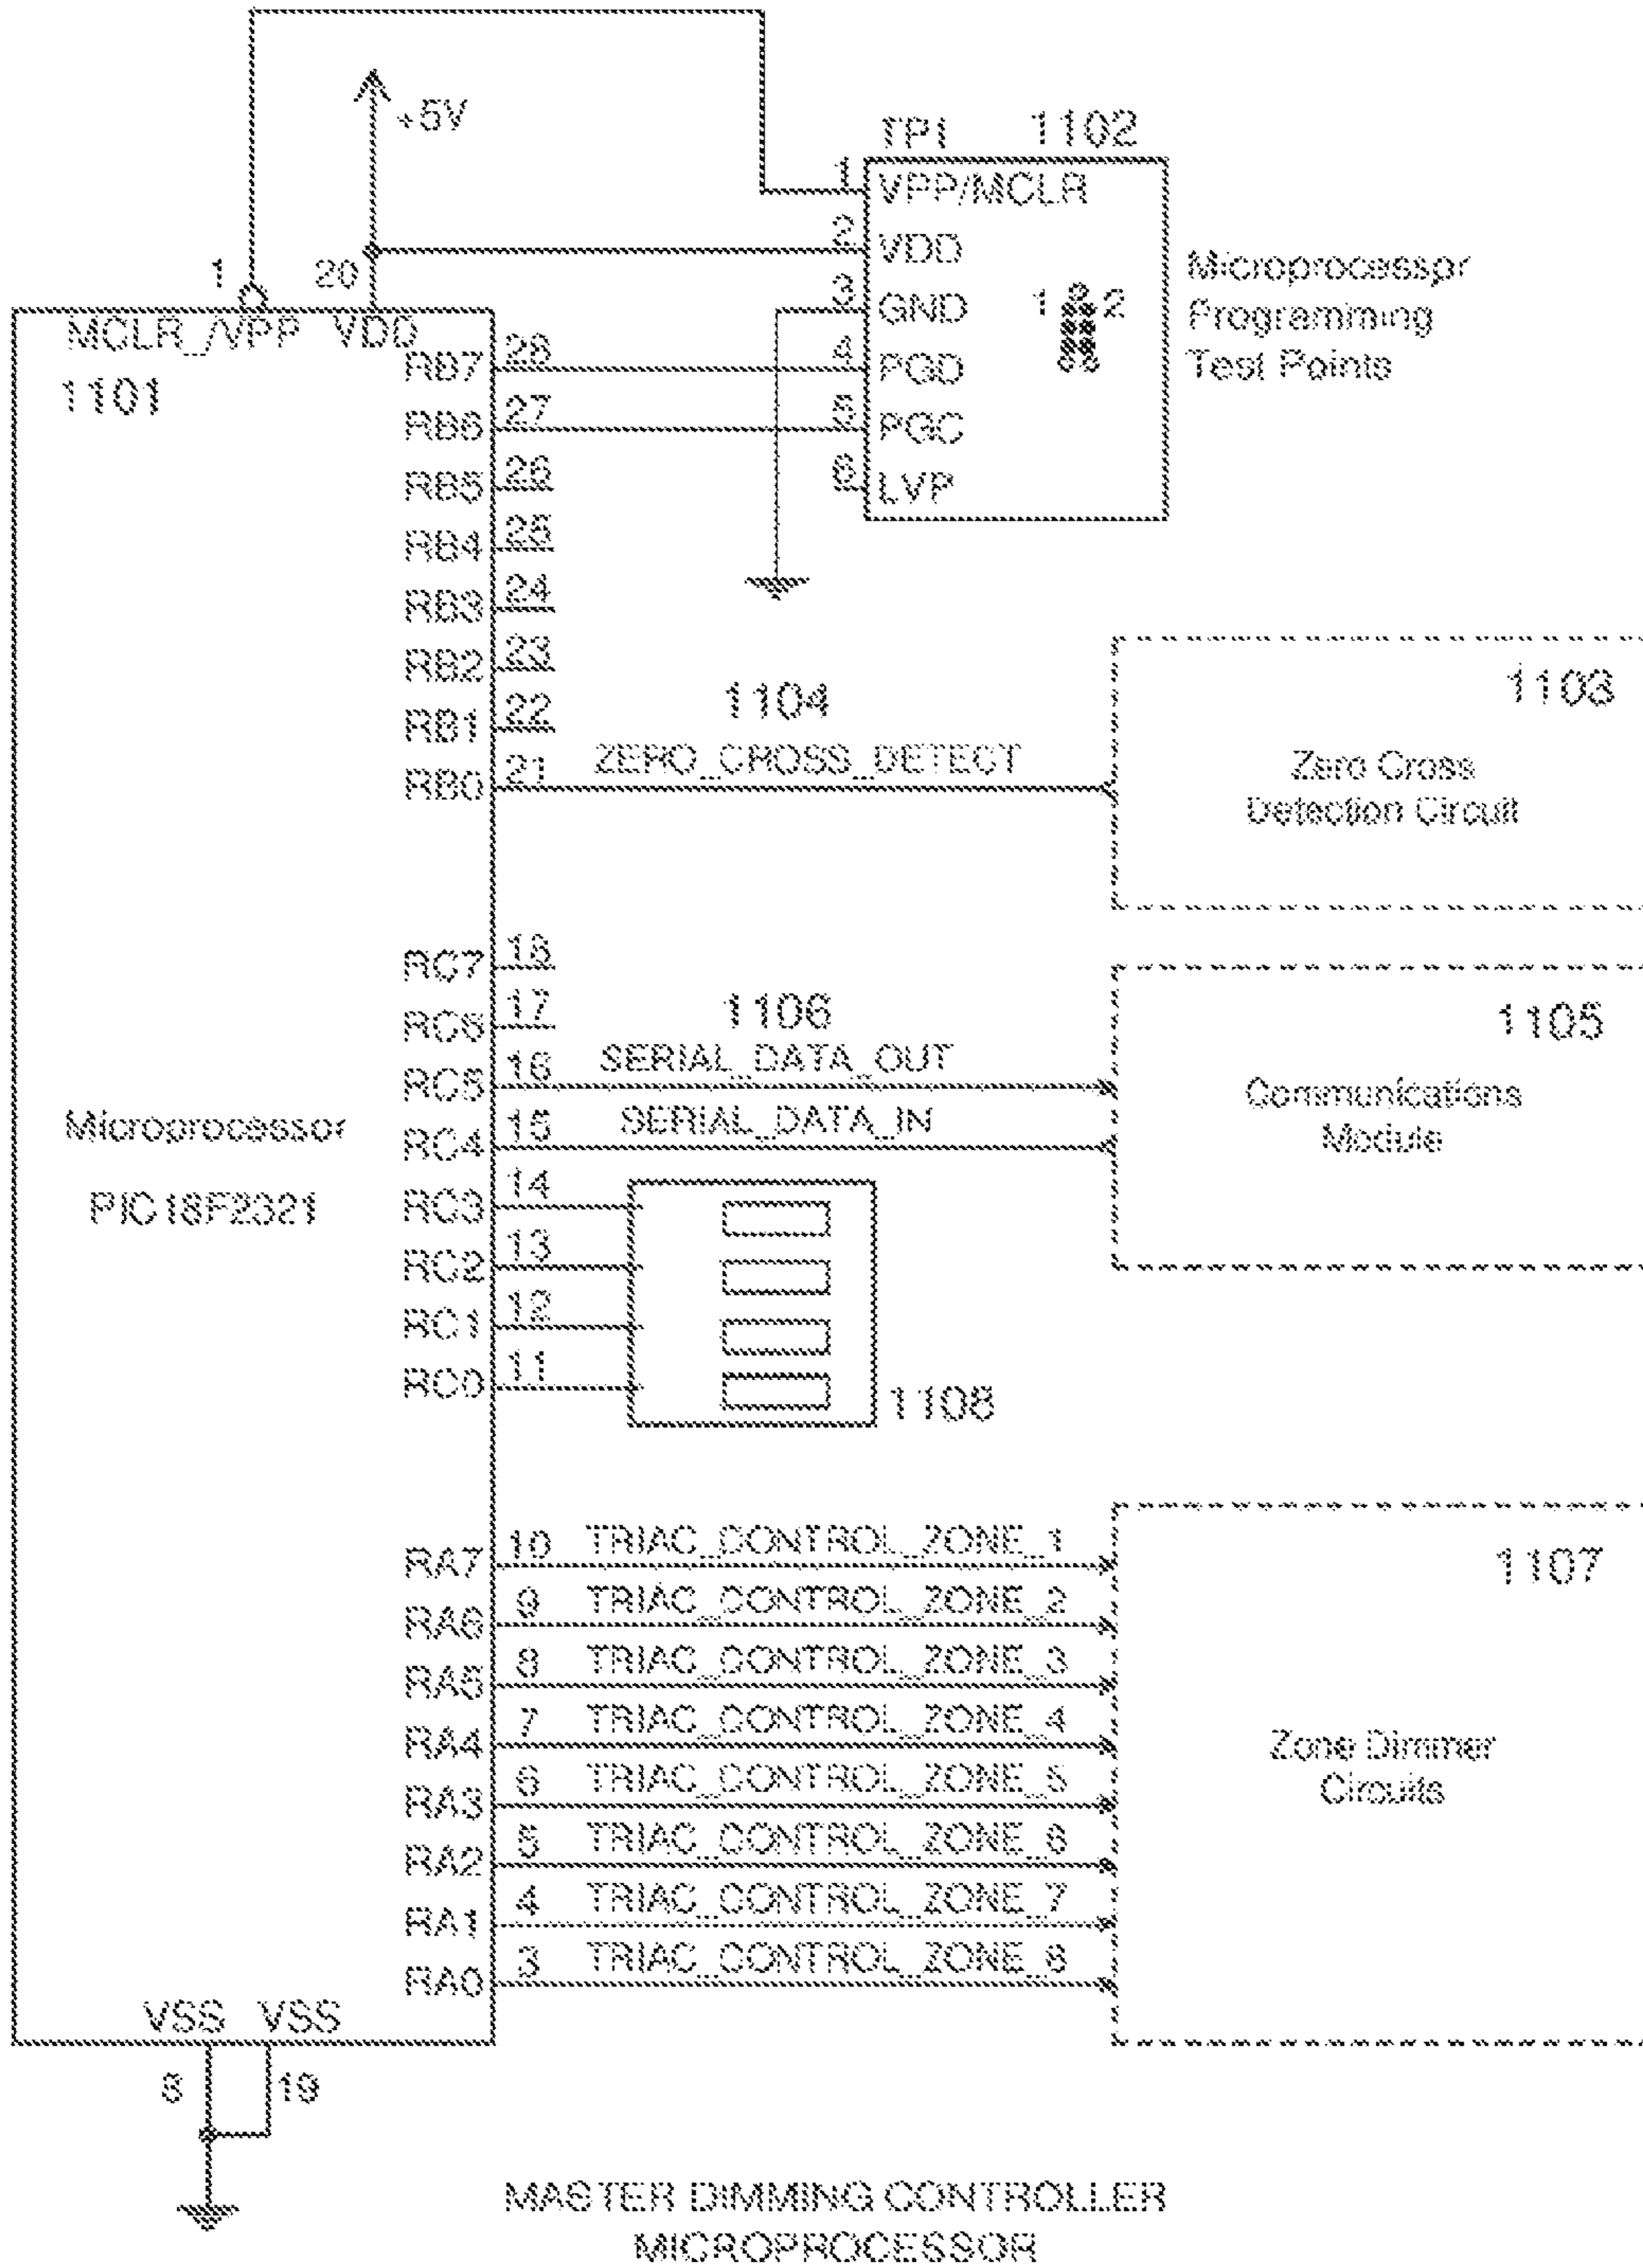 +5V
TP1 1102
1 VPP/MCLR
2 VDD
3 GND
4 PGD
5 PGC
6 LVP
1 2
Microprocessor
Programming
Test Points
1 20
MCLR_/VPP VDD
1101
RB7 28
RB6 27
RB5 26
RB4 25
RB3 24
RB2 23
RB1 22
RB0 21
1104
ZERO_CROSS_DETECT
1103
Zero Cross
Detection Circuit
RC7 18
RC6 17
RC5 16
RC4 15
RC3 14
RC2 13
RC1 12
RC0 11
1106
SERIAL_DATA_OUT
SERIAL_DATA_IN
1105
Communications
Module
Microprocessor
PIC18F2321
1108
RA7 10 TRIAC_CONTROL_ZONE_1
RA6 9 TRIAC_CONTROL_ZONE_2
RA5 8 TRIAC_CONTROL_ZONE_3
RA4 7 TRIAC_CONTROL_ZONE_4
RA3 6 TRIAC_CONTROL_ZONE_5
RA2 5 TRIAC_CONTROL_ZONE_6
RA1 4 TRIAC_CONTROL_ZONE_7
RA0 3 TRIAC_CONTROL_ZONE_8
1107
Zone Dimmer
Circuits
VSS VSS
8 19
MASTER DIMMING CONTROLLER
MICROPROCESSOR